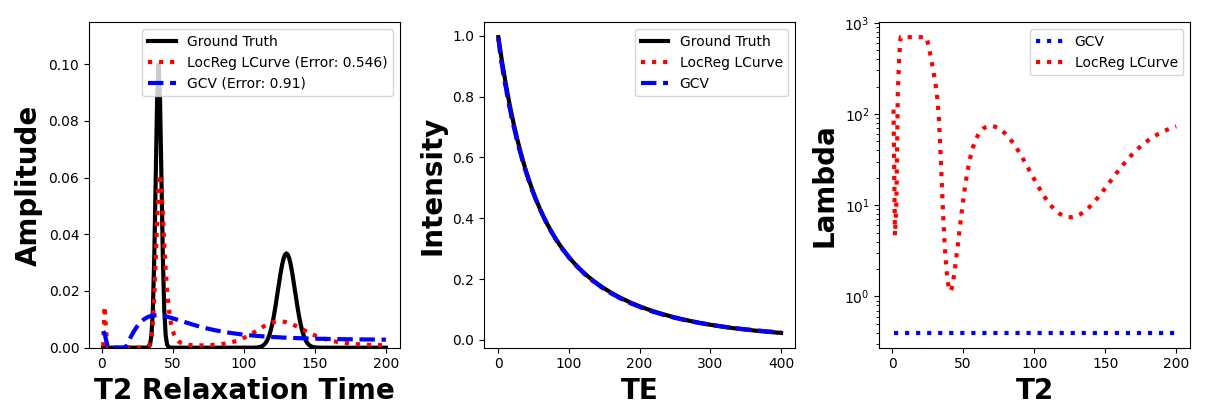 Amplitude
0.10
0.08
0.06
0.04
0.02
0.00
Ground Truth
LocReg LCurve (Error: 0.546)
GCV (Error: 0.91)
0 50 100 150 200
T2 Relaxation Time
Intensity
1.0
0.8
0.6
0.4
0.2
0.0
Ground Truth
LocReg LCurve
GCV
0 100 200 300 400
TE
Lambda
10³
10²
10¹
10⁰
GCV
LocReg LCurve
0 50 100 150 200
T2